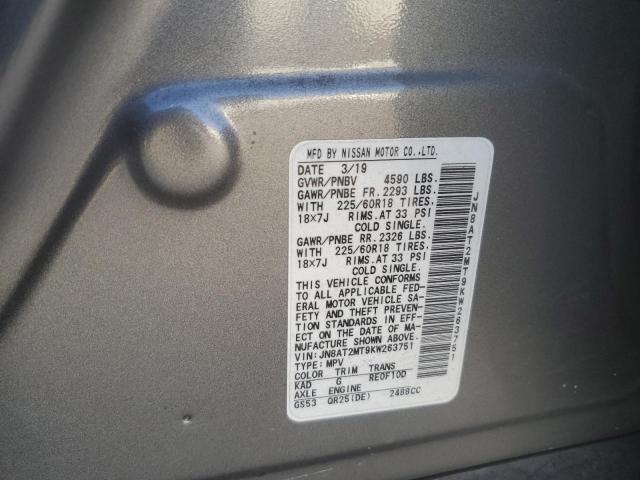 MFD BY NISSAN MOTOR CO.,LTD.
DATE 3/19
GVWR/PNBV 4590 LBS.
GAWR/PNBE FR.2293 LBS.
WITH 225/60R18 TIRES.
18×7J RIMS.AT 33 PSI
COLD SINGLE.
GAWR/PNBE RR.2326 LBS.
WITH 225/60R18 TIRES.
18×7J RIMS.AT 33 PSI
COLD SINGLE.
THIS VEHICLE CONFORMS
TO ALL APPLICABLE FED-
ERAL MOTOR VEHICLE SA-
FETY AND THEFT PREVEN-
TION STANDARDS IN EFF-
ECT ON THE DATE OF MA-
NUFACTURE SHOWN ABOVE.
VIN : JN8AT2MT9KW263751
TYPE: MPV
COLOR TRIM TRANS
KAD G RE0F10D
AXLE ENGINE
GS53 QR25(DE) 2488CC
JN8AT2MT9KW263751